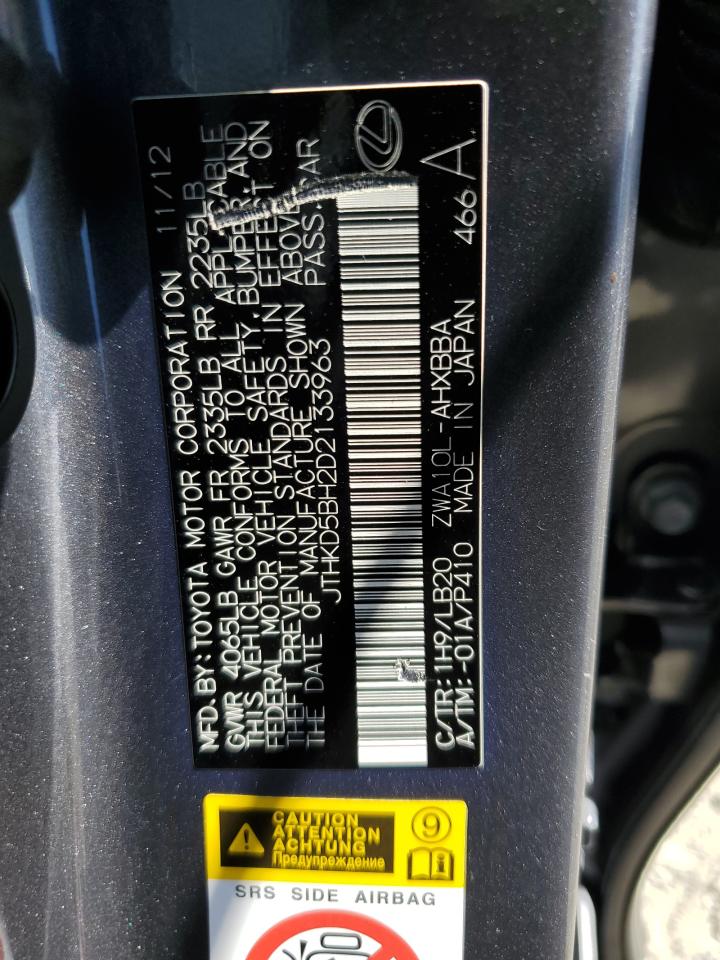 MFD. BY: TOYOTA MOTOR CORPORATION 11/12
GVWR 4065LB GAWR FR 2335LB RR 2235LB
THIS VEHICLE CONFORMS TO ALL APPLICABLE
FEDERAL MOTOR VEHICLE SAFETY, BUMPER, AND
THEFT PREVENTION STANDARDS IN EFFECT ON
THE DATE OF MANUFACTURE SHOWN ABOVE.
JTHKD5BH2D2133963 PASS. CAR
C/TR: 1H9/LB20 ZWA10L-AHXBBA
A/TM: -01A/P410 MADE IN JAPAN 466 A
CAUTION
ATTENTION
ACHTUNG
Предупреждение
9
SRS SIDE AIRBAG